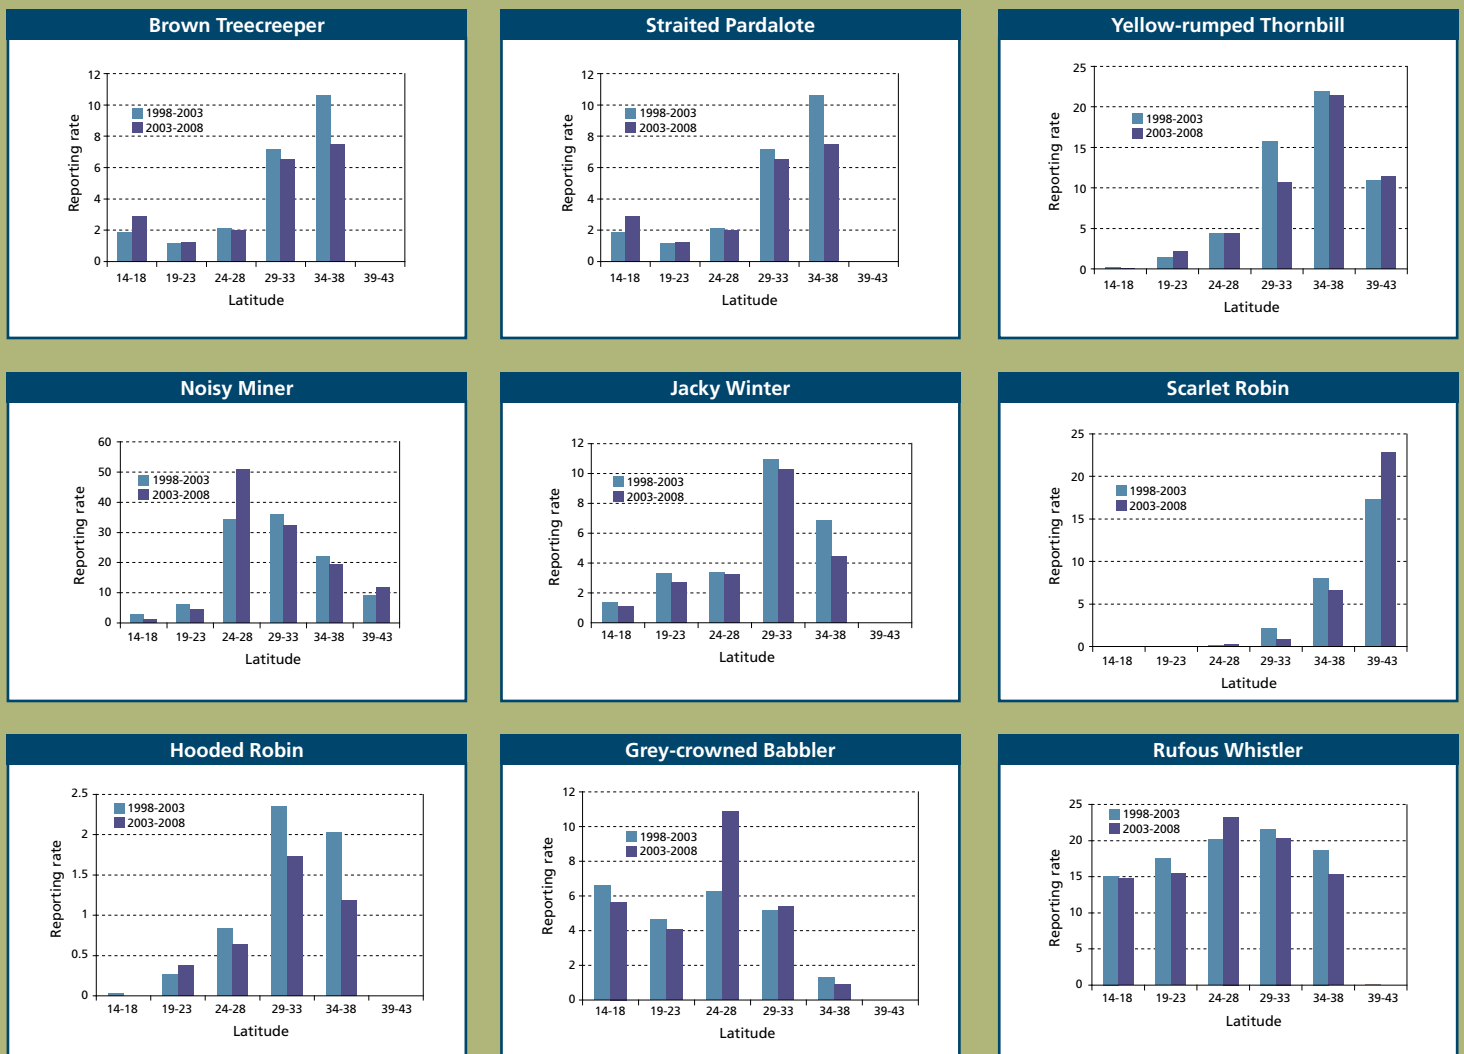 Brown Treecreeper
12
10
8
6
4
2
0
Reporting rate
1998-2003
2003-2008
14-18 19-23 24-28 29-33 34-38 39-43
Latitude
Straited Pardalote
12
10
8
6
4
2
0
Reporting rate
1998-2003
2003-2008
14-18 19-23 24-28 29-33 34-38 39-43
Latitude
Yellow-rumped Thornbill
25
20
15
10
5
0
Reporting rate
1998-2003
2003-2008
14-18 19-23 24-28 29-33 34-38 39-43
Latitude
Noisy Miner
60
50
40
30
20
10
0
Reporting rate
1998-2003
2003-2008
14-18 19-23 24-28 29-33 34-38 39-43
Latitude
Jacky Winter
12
10
8
6
4
2
0
Reporting rate
1998-2003
2003-2008
14-18 19-23 24-28 29-33 34-38 39-43
Latitude
Scarlet Robin
25
20
15
10
5
0
Reporting rate
1998-2003
2003-2008
14-18 19-23 24-28 29-33 34-38 39-43
Latitude
Hooded Robin
2.5
2
1.5
1
0.5
0
Reporting rate
1998-2003
2003-2008
14-18 19-23 24-28 29-33 34-38 39-43
Latitude
Grey-crowned Babbler
12
10
8
6
4
2
0
Reporting rate
1998-2003
2003-2008
14-18 19-23 24-28 29-33 34-38 39-43
Latitude
Rufous Whistler
25
20
15
10
5
0
Reporting rate
1998-2003
2003-2008
14-18 19-23 24-28 29-33 34-38 39-43
Latitude